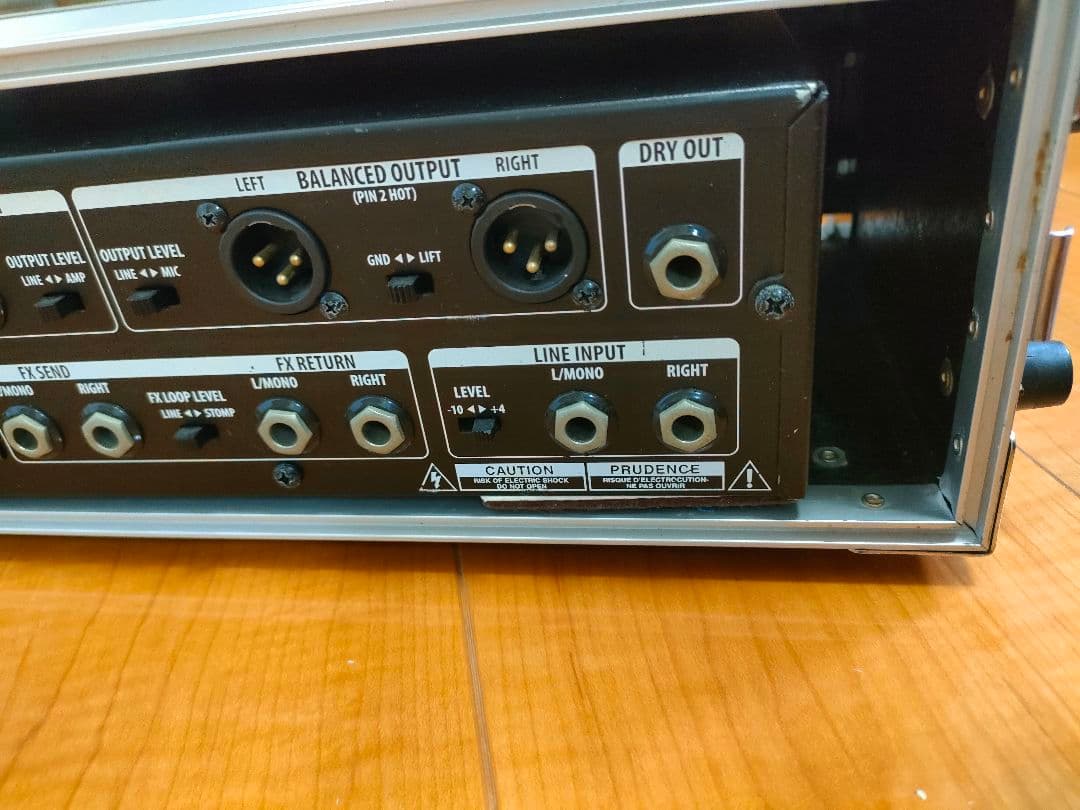 OUTPUT LEVEL
LINE ◄► AMP
LEFT BALANCED OUTPUT RIGHT
(PIN 2 HOT)
OUTPUT LEVEL
LINE ◄► MIC
GND ◄► LIFT
DRY OUT
FX SEND
/MONO RIGHT
FX LOOP LEVEL
LINE ◄► STOMP
FX RETURN
L/MONO RIGHT
LINE INPUT
LEVEL
-10 ◄► +4
L/MONO RIGHT
CAUTION
RISK OF ELECTRIC SHOCK
DO NOT OPEN
PRUDENCE
RISQUE D'ELECTROCUTION-
NE PAS OUVRIR